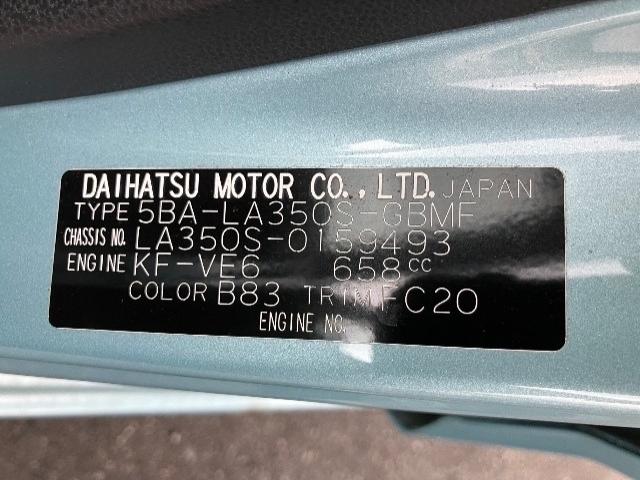 DAIHATSU MOTOR CO., LTD. JAPAN
TYPE 5BA-LA350S-GBMF
CHASSIS NO. LA350S-0159493
ENGINE KF-VE6 658cc
COLOR B83 TRIM FC20
ENGINE NO.